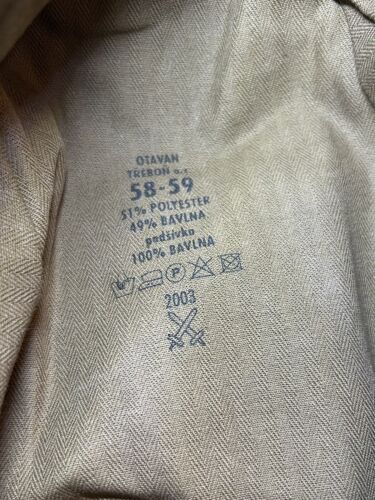 OTAVAN
TŘEBOŇ a.s
58-59
51% POLYESTER
49% BAVLNA
podšívka
100% BAVLNA
P
2003